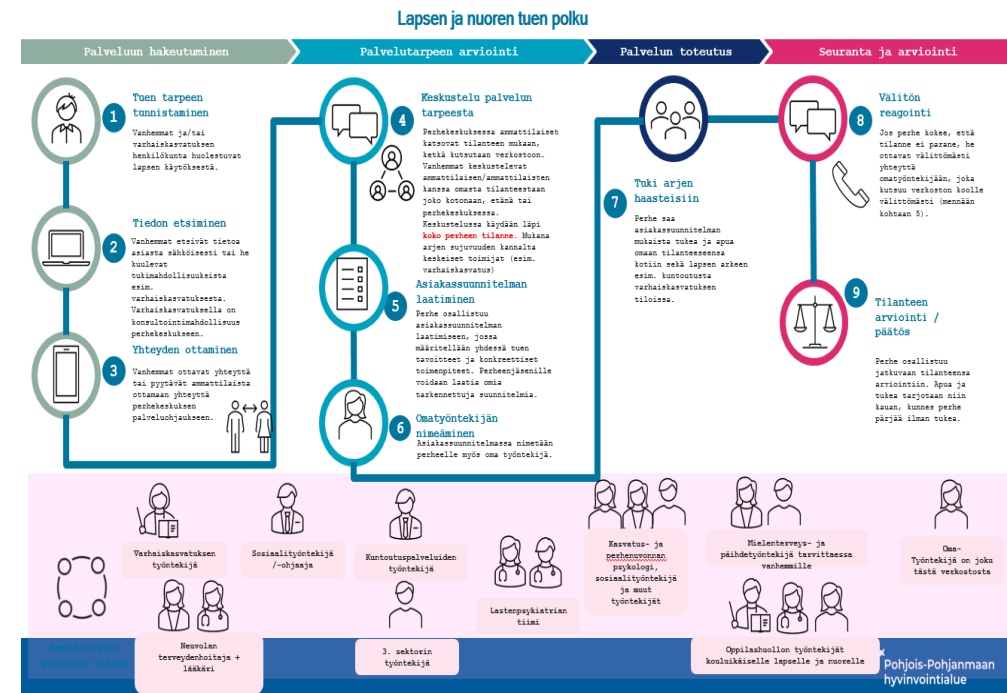 Lapsen ja nuoren tuen polku
Palveluun hakeutuminen
Palvelutarpeen arviointi
Palvelun toteutus
Seuranta ja arviointi
1
Tuen tarpeen
tunnistaminen
Vanhemmat ja/tai
varhaiskasvatuksen
henkilökunta huolestuvat
lapsen käytöksestä.
2
Tiedon etsiminen
Vanhemmat etsivät tietoa
asiasta sähköisesti tai he
kuulevat
tukimahdollisuuksista
esim.
varhaiskasvatuksesta.
Varhaiskasvatuksella on
konsultointimahdollisuus
perhekeskukseen.
3
Yhteyden ottaminen
Vanhemmat ottavat yhteyttä
tai pyytävät ammattilaista
ottamaan yhteyttä
perhekeskuksen
palveluohjaukseen.
4
Keskustelu palvelun
tarpeesta
Perhekeskuksessa ammattilaiset
katsovat tilanteen mukaan,
ketkä kutsutaan verkostoon.
Vanhemmat keskustelevat
ammattilaisen/ammattilaisten
kanssa omasta tilanteestaan
joko kotonaan, etänä tai
perhekeskuksessa.
Keskustelussa käydään läpi
koko perheen tilanne. Mukana
arjen sujuvuuden kannalta
keskeiset toimijat (esim.
varhaiskasvatus)
5
Asiakassuunnitelman
laatiminen
Perhe osallistuu
asiakassuunnitelman
laatimiseen, jossa
määritellään yhdessä tuen
tavoitteet ja konkreettiset
toimenpiteet. Perheenjäsenille
voidaan laatia omia
tarkennettuja suunnitelmia.
6
Omatyöntekijän
nimeäminen
Asiakassuunnitelmassa nimetään
perheelle myös oma työntekijä.
7
Tuki arjen
haasteisiin
Perhe saa
asiakassuunnitelman
mukaista tukea ja apua
omaan tilanteeseensa
kotiin sekä lapsen arkeen
esim. kuntoutusta
varhaiskasvatuksen
tiloissa.
8
Välitön
reagointi
Jos perhe kokee, että
tilanne ei parane, he
ottavat välittömästi
yhteyttä
omatyöntekijään, joka
kutsuu verkoston koolle
välittömästi (mennään
kohtaan 5).
9
Tilanteen
arviointi /
päätös
Perhe osallistuu
jatkuvaan tilanteensa
arviointiin. Apua ja
tukea tarjotaan niin
kauan, kunnes perhe
pärjää ilman tukea.
Varhaiskasvatuksen
työntekijä
Sosiaalityöntekijä
/-ohjaaja
Kuntoutuspalveluiden
työntekijä
Lastenpsykiatrian
tiimi
Kasvatus- ja
perhenuvonnan
psykologi,
sosiaalityöntekijä
ja muut
työntekijät
Mielenterveys- ja
päihdetyöntekijä tarvittaessa
vanhemmille
Oma-
Työntekijä on joku
tästä verkostosta
Neuvolan
terveydenhoitaja +
lääkäri
3. sektorin
työntekijä
Oppilashuollon työntekijät
kouluikäiselle lapselle ja nuorelle
Pohjois-Pohjanmaan
hyvinvointialue